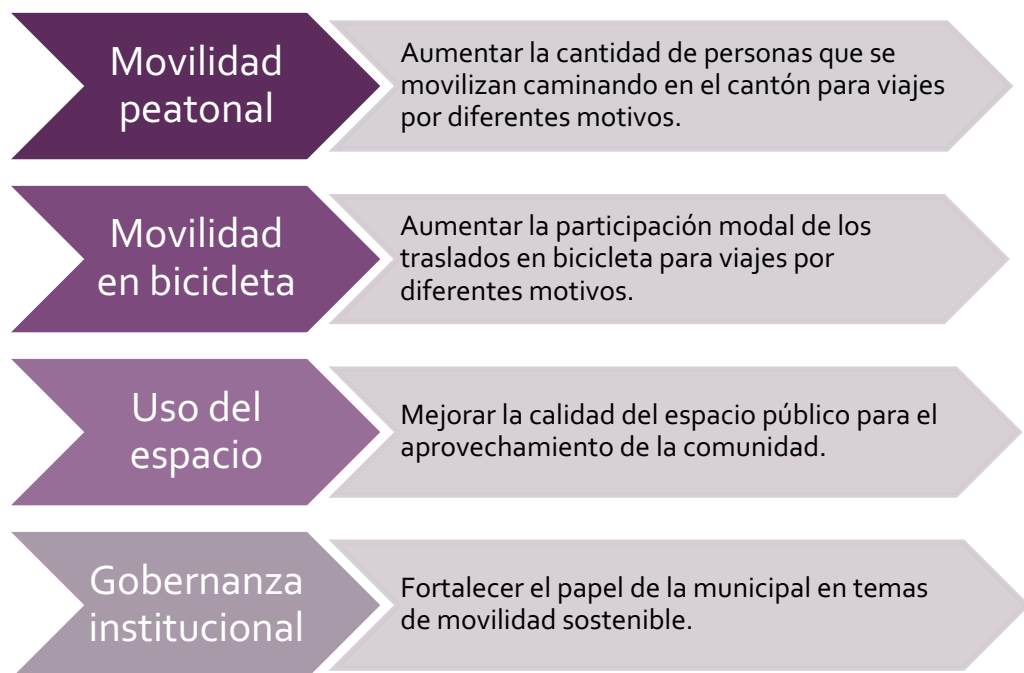 Movilidad
peatonal
Aumentar la cantidad de personas que se
movilizan caminando en el cantón para viajes
por diferentes motivos.
Movilidad
en bicicleta
Aumentar la participación modal de los
traslados en bicicleta para viajes por
diferentes motivos.
Uso del
espacio
Mejorar la calidad del espacio público para el
aprovechamiento de la comunidad.
Gobernanza
institucional
Fortalecer el papel de la municipal en temas
de movilidad sostenible.